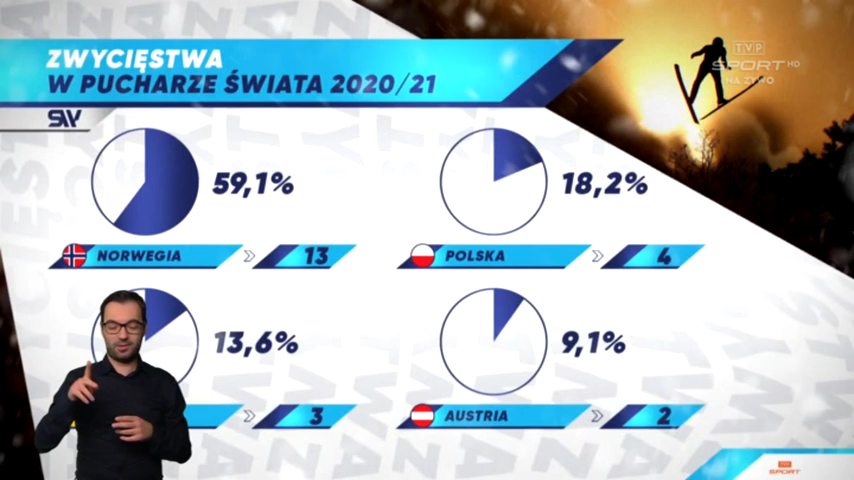 ZWYCIĘSTWA
W PUCHARZE ŚWIATA 2020/21
TVP
SPORT HD
NA ŻYWO
59,1%
18,2%
NORWEGIA
13
POLSKA
4
13,6%
9,1%
3
AUSTRIA
2
TVP
SPORT